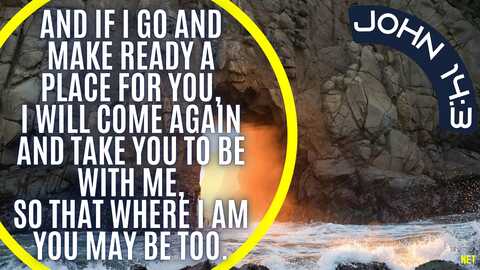 AND IF I GO AND
MAKE READY A
PLACE FOR YOU,
I WILL COME AGAIN
AND TAKE YOU TO BE
WITH ME,
SO THAT WHERE I AM
YOU MAY BE TOO.
JOHN 14:3
NET